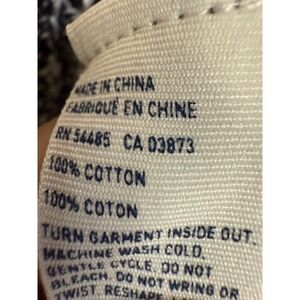 MADE IN CHINA
FABRIQUÉ EN CHINE
RN 54485 CA 03873
100% COTTON
100% COTON
TURN GARMENT INSIDE OUT.
MACHINE WASH COLD,
GENTLE CYCLE. DO NOT
BLEACH. DO NOT WRING OR
TWIST. RESHAPE